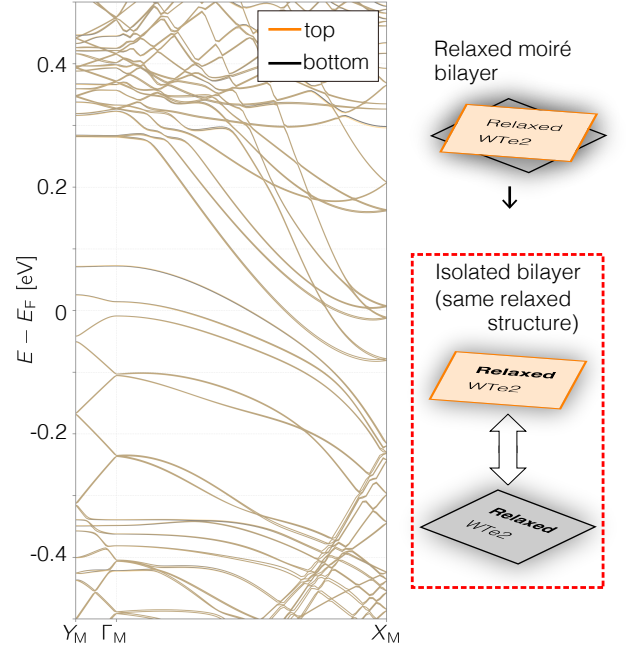 top
bottom
0.4
0.2
0
-0.2
-0.4
E − E_F [eV]
Y_M Γ_M X_M
Relaxed moiré
bilayer
Relaxed
WTe2
Isolated bilayer
(same relaxed
structure)
Relaxed
WTe2
Relaxed
WTe2